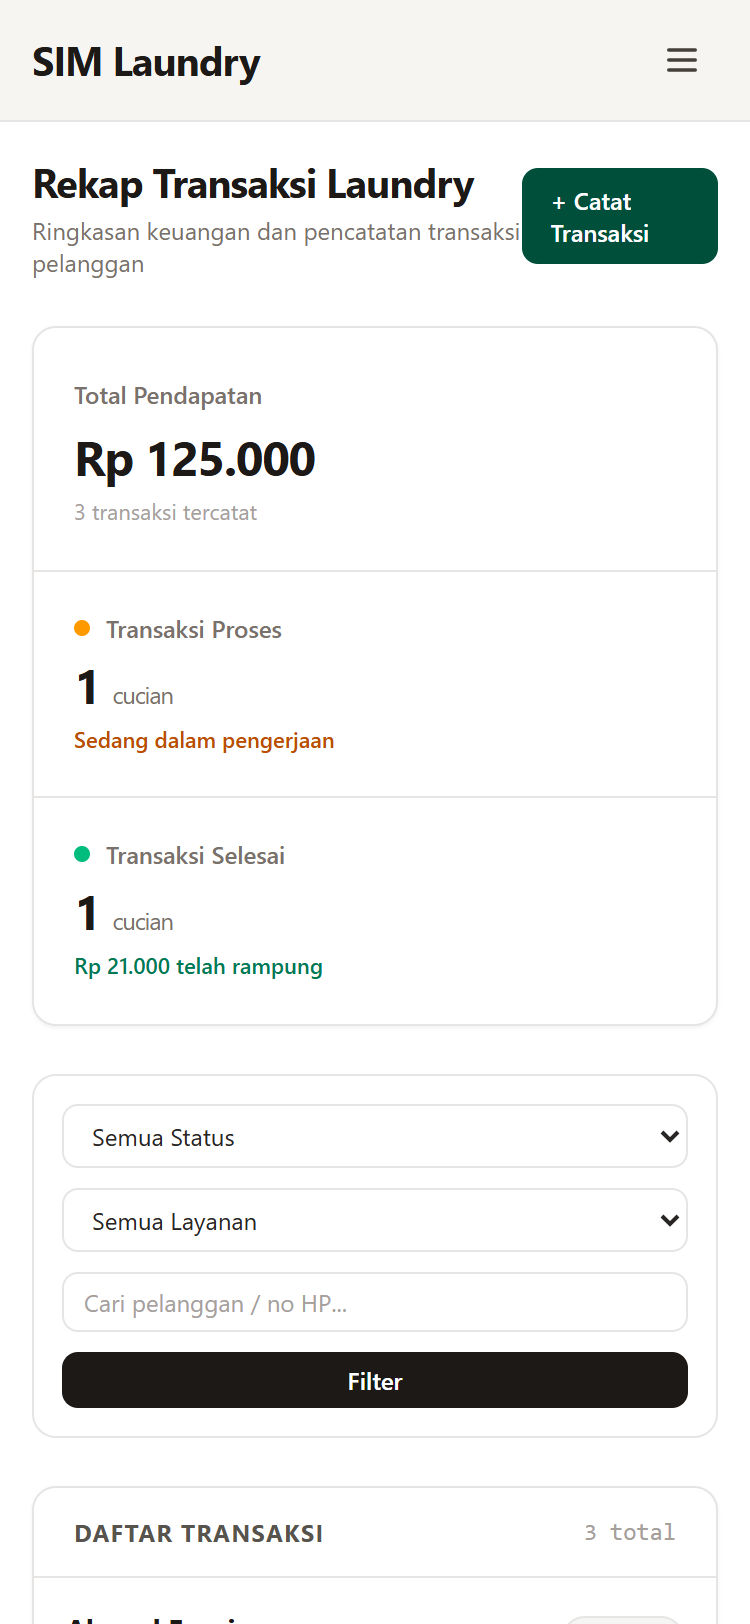 SIM Laundry
Rekap Transaksi Laundry
Ringkasan keuangan dan pencatatan transaksi
pelanggan
+ Catat
Transaksi
Total Pendapatan
Rp 125.000
3 transaksi tercatat
Transaksi Proses
1 cucian
Sedang dalam pengerjaan
Transaksi Selesai
1 cucian
Rp 21.000 telah rampung
Semua Status
Semua Layanan
Cari pelanggan / no HP...
Filter
DAFTAR TRANSAKSI
3 total